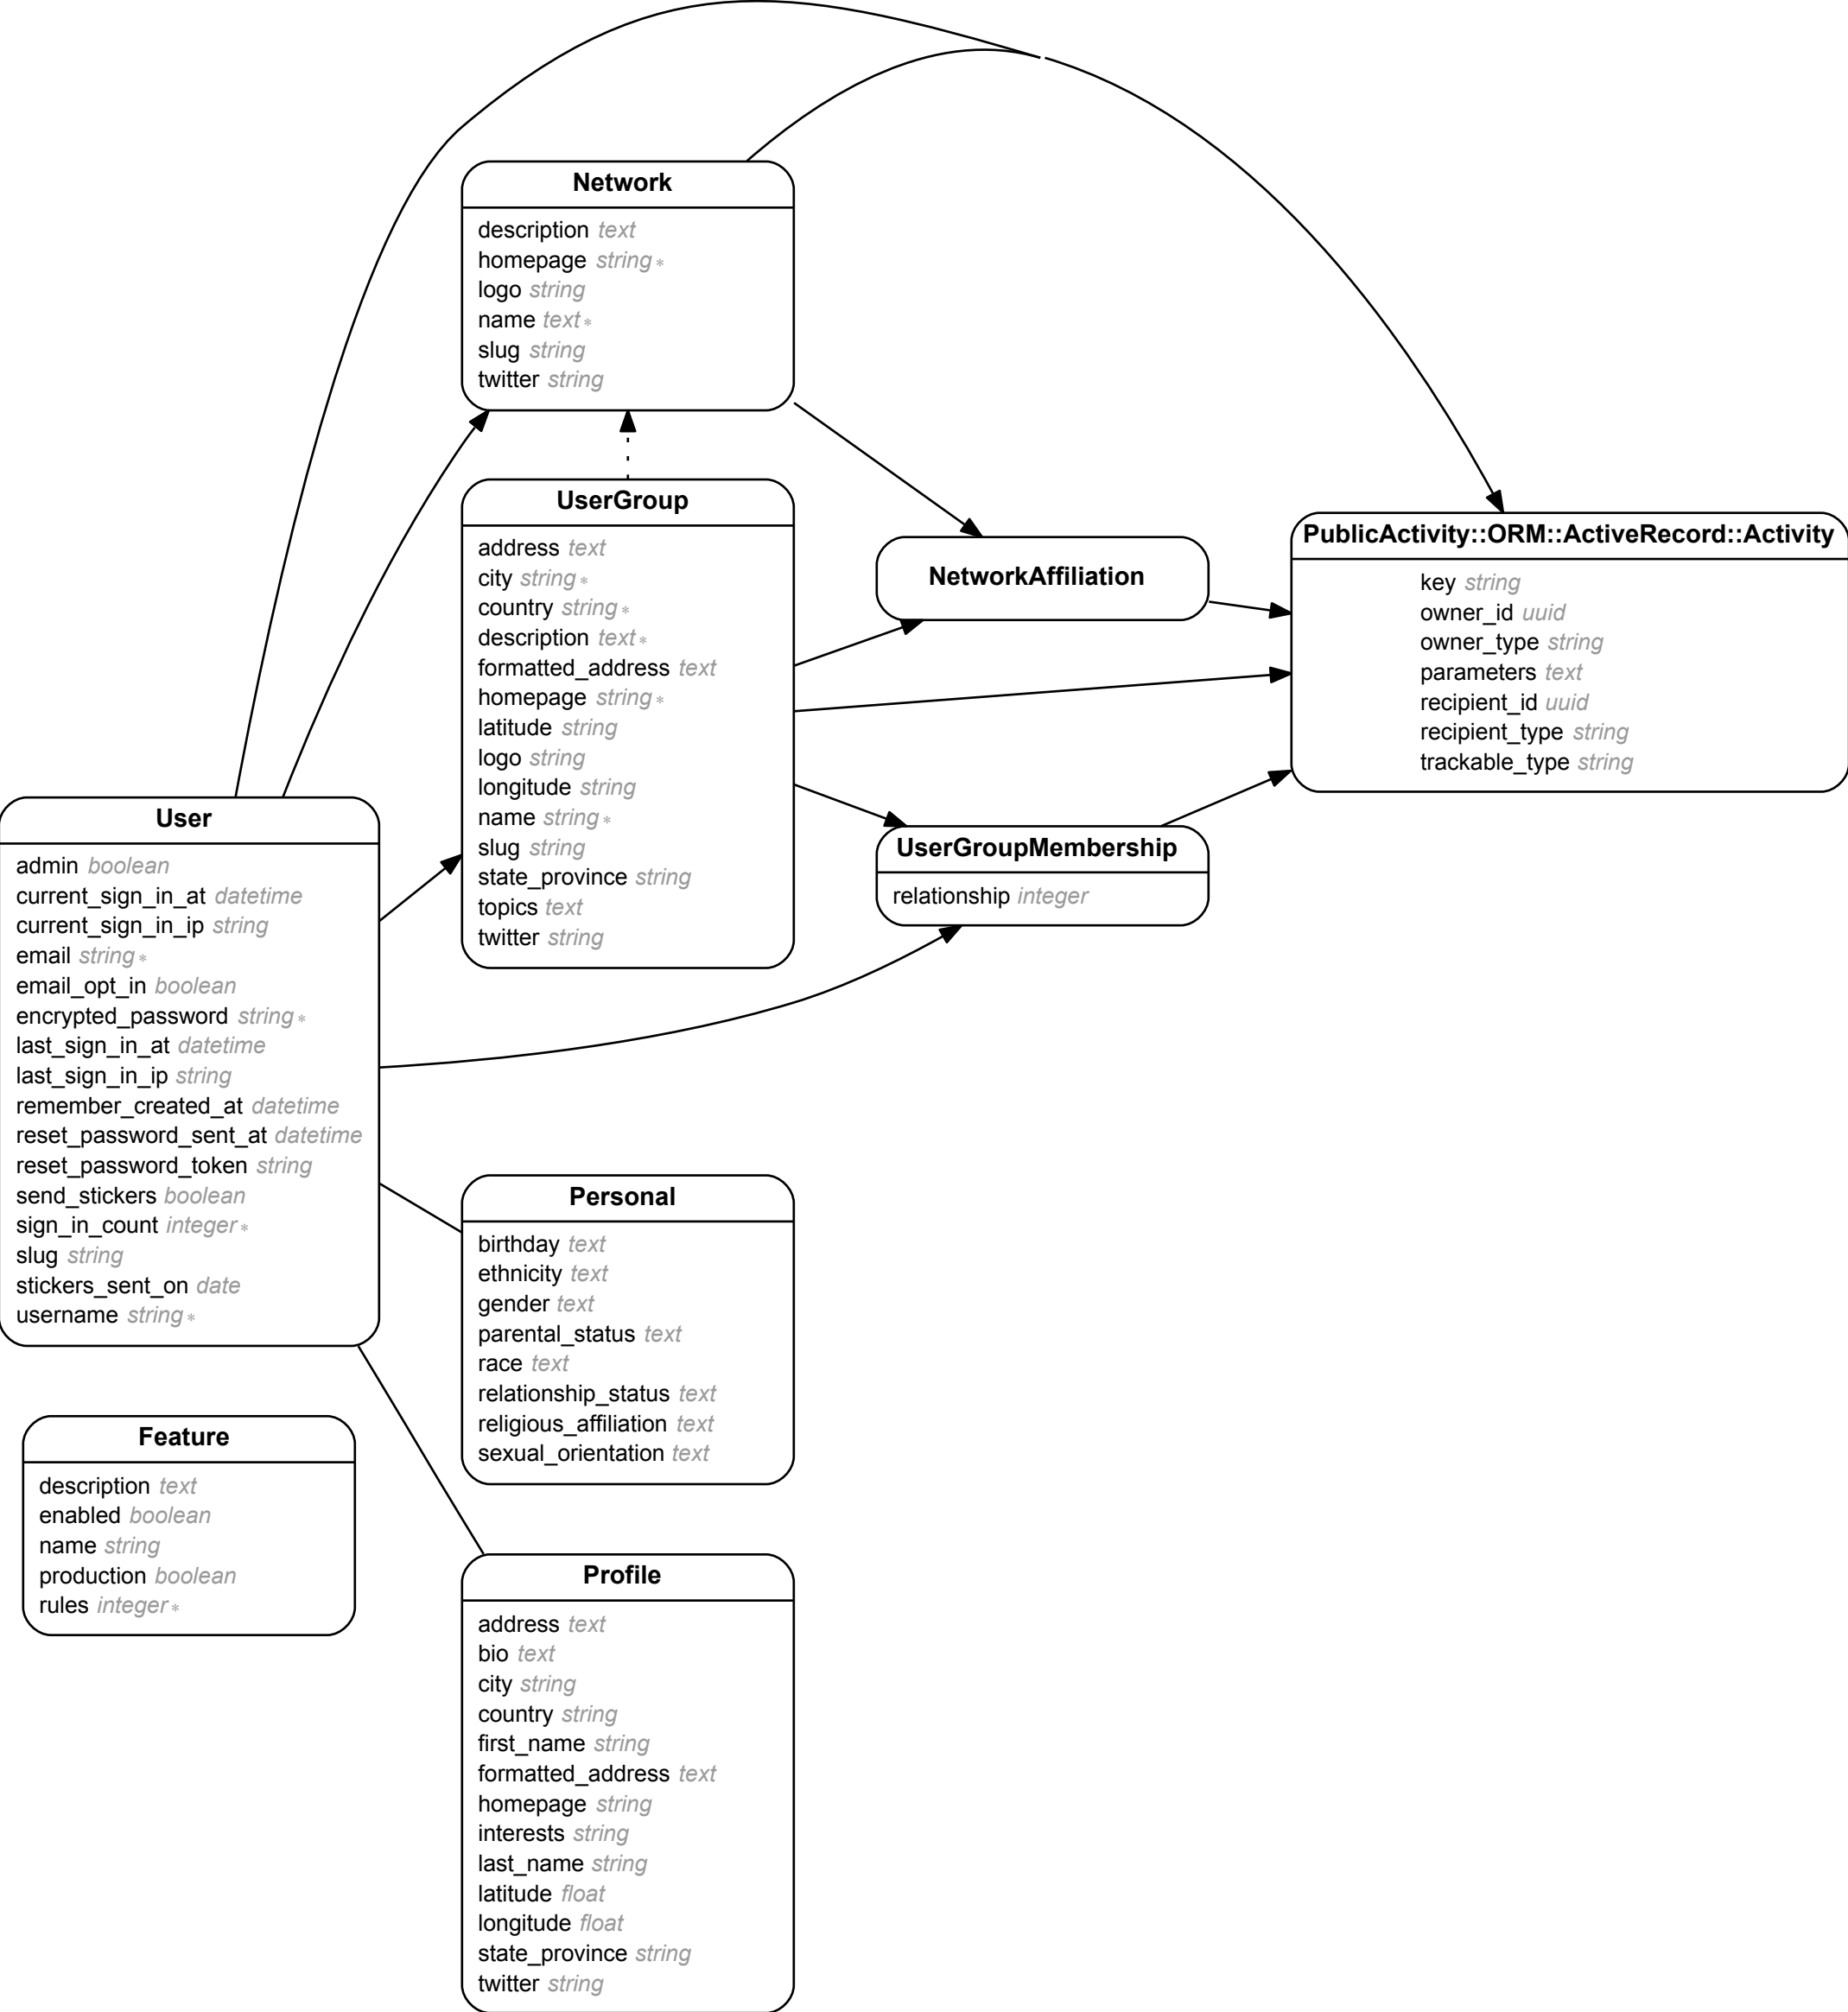 Network
description text
homepage string *
logo string
name text *
slug string
twitter string
UserGroup
address text
city string *
country string *
description text *
formatted_address text
homepage string *
latitude string
logo string
longitude string
name string *
slug string
state_province string
topics text
twitter string
NetworkAffiliation
PublicActivity::ORM::ActiveRecord::Activity
key string
owner_id uuid
owner_type string
parameters text
recipient_id uuid
recipient_type string
trackable_type string
UserGroupMembership
relationship integer
User
admin boolean
current_sign_in_at datetime
current_sign_in_ip string
email string *
email_opt_in boolean
encrypted_password string *
last_sign_in_at datetime
last_sign_in_ip string
remember_created_at datetime
reset_password_sent_at datetime
reset_password_token string
send_stickers boolean
sign_in_count integer *
slug string
stickers_sent_on date
username string *
Personal
birthday text
ethnicity text
gender text
parental_status text
race text
relationship_status text
religious_affiliation text
sexual_orientation text
Feature
description text
enabled boolean
name string
production boolean
rules integer *
Profile
address text
bio text
city string
country string
first_name string
formatted_address text
homepage string
interests string
last_name string
latitude float
longitude float
state_province string
twitter string